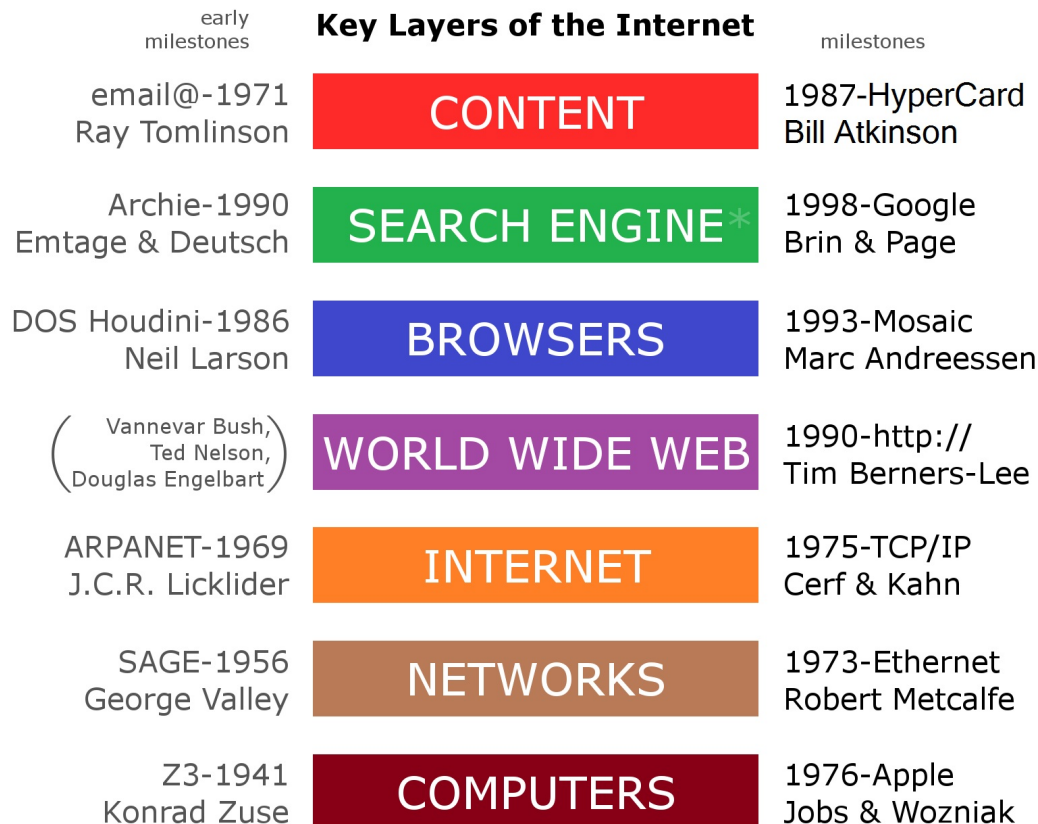 early
milestones
Key Layers of the Internet
milestones
email@-1971
Ray Tomlinson
CONTENT
1987-HyperCard
Bill Atkinson
Archie-1990
Emtage & Deutsch
SEARCH ENGINE*
1998-Google
Brin & Page
DOS Houdini-1986
Neil Larson
BROWSERS
1993-Mosaic
Marc Andreessen
(Vannevar Bush,
Ted Nelson,
Douglas Engelbart)
WORLD WIDE WEB
1990-http://
Tim Berners-Lee
ARPANET-1969
J.C.R. Licklider
INTERNET
1975-TCP/IP
Cerf & Kahn
SAGE-1956
George Valley
NETWORKS
1973-Ethernet
Robert Metcalfe
Z3-1941
Konrad Zuse
COMPUTERS
1976-Apple
Jobs & Wozniak